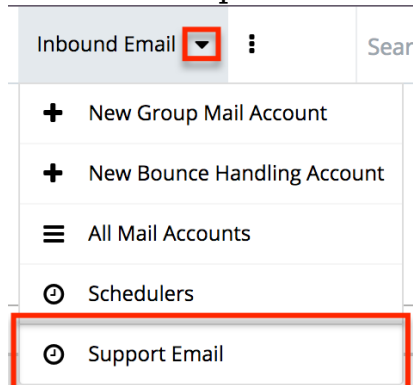 Inbound Email
Sear
New Group Mail Account
New Bounce Handling Account
All Mail Accounts
Schedulers
Support Email